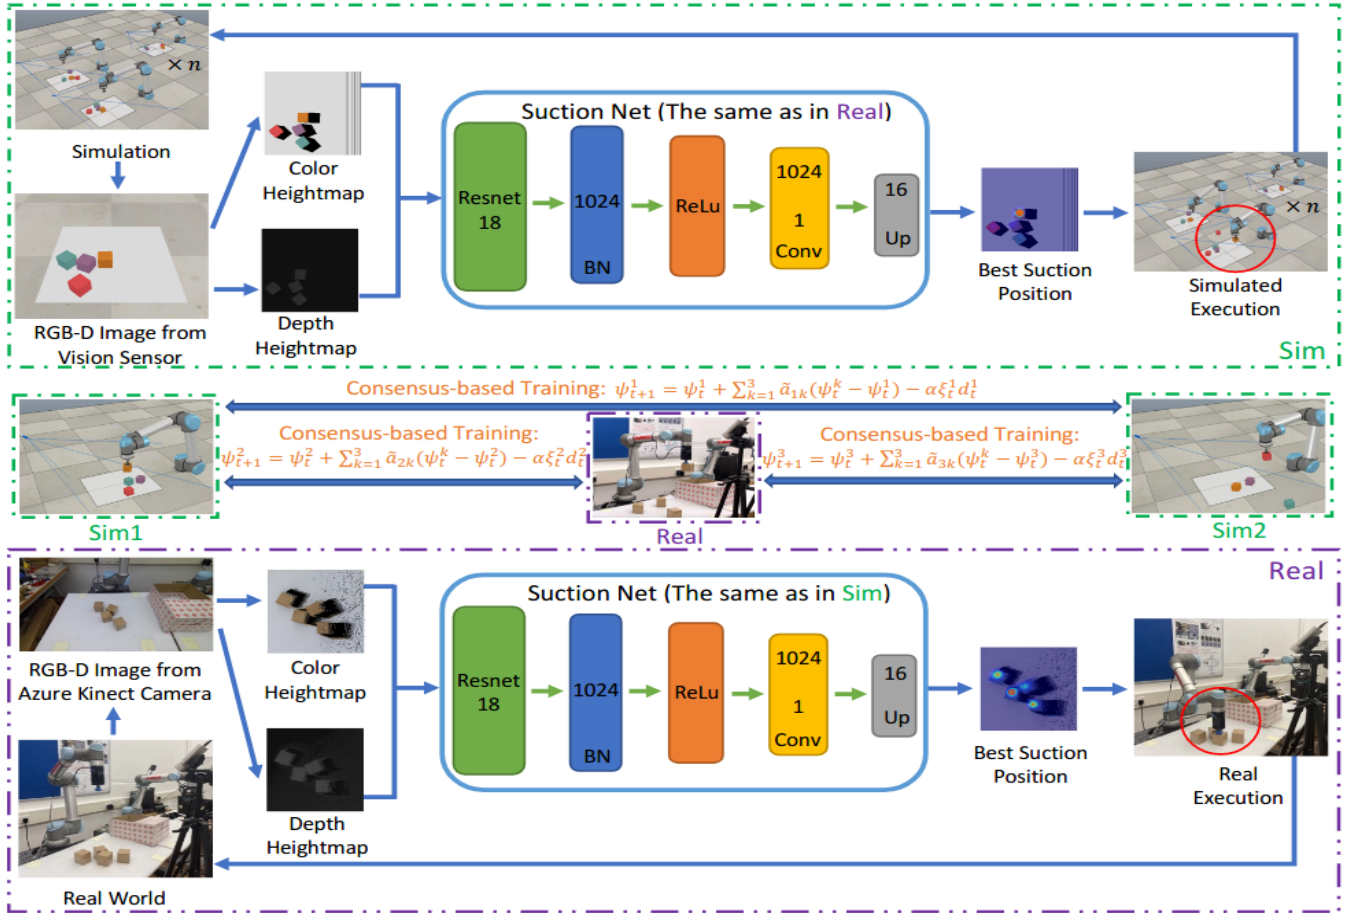 × n
Simulation
RGB-D Image from
Vision Sensor
Color
Heightmap
Depth
Heightmap
Suction Net (The same as in Real)
Resnet
18
1024
BN
ReLu
1024
1
Conv
16
Up
Best Suction
Position
× n
Simulated
Execution
Sim
Consensus-based Training: ψ¹ₜ₊₁ = ψ¹ₜ + ∑³ₖ₌₁ ã₁ₖ(ψᵏₜ − ψ¹ₜ) − αξ¹ₜd¹ₜ
Consensus-based Training:
ψ²ₜ₊₁ = ψ²ₜ + ∑³ₖ₌₁ ã₂ₖ(ψᵏₜ − ψ²ₜ) − αξ²ₜd²ₜ
Consensus-based Training:
ψ³ₜ₊₁ = ψ³ₜ + ∑³ₖ₌₁ ã₃ₖ(ψᵏₜ − ψ³ₜ) − αξ³ₜd³ₜ
Sim1
Real
Sim2
Real
RGB-D Image from
Azure Kinect Camera
Real World
Color
Heightmap
Depth
Heightmap
Suction Net (The same as in Sim)
Resnet
18
1024
BN
ReLu
1024
1
Conv
16
Up
Best Suction
Position
Real
Execution